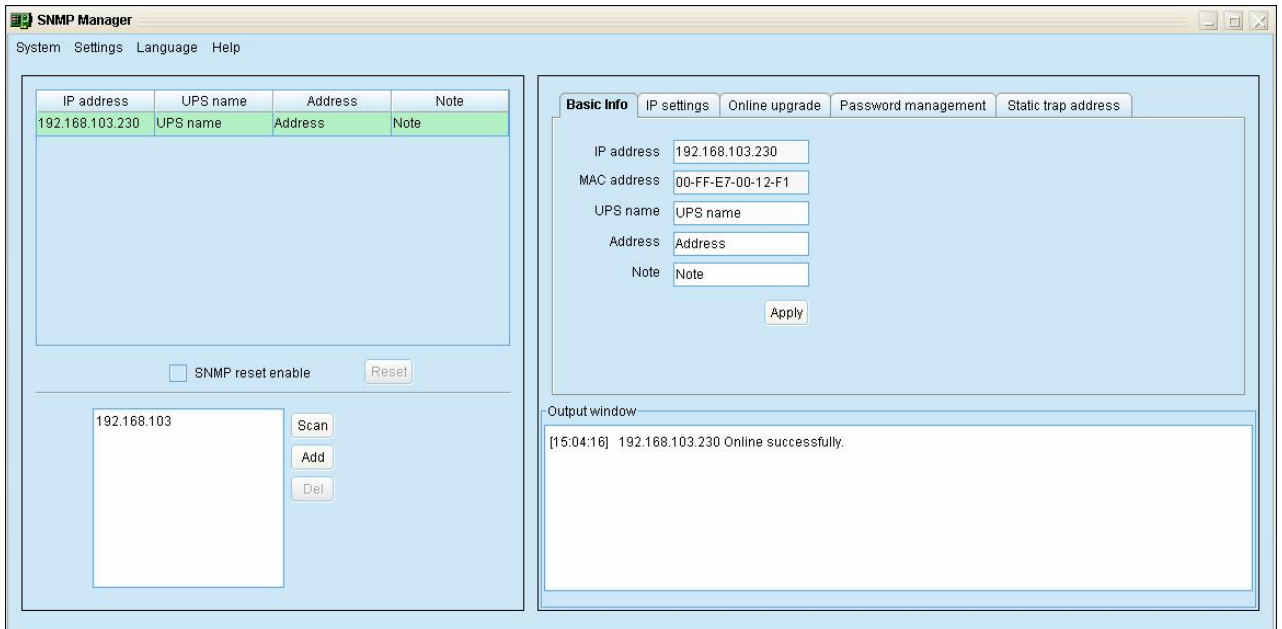 SNMP Manager
System Settings Language Help
IP address UPS name Address Note
192.168.103.230 UPS name Address Note
SNMP reset enable Reset
192.168.103
Scan
Add
Del
Basic Info IP settings Online upgrade Password management Static trap address
IP address 192.168.103.230
MAC address 00-FF-E7-00-12-F1
UPS name UPS name
Address Address
Note Note
Apply
Output window
[15:04:16] 192.168.103.230 Online successfully.